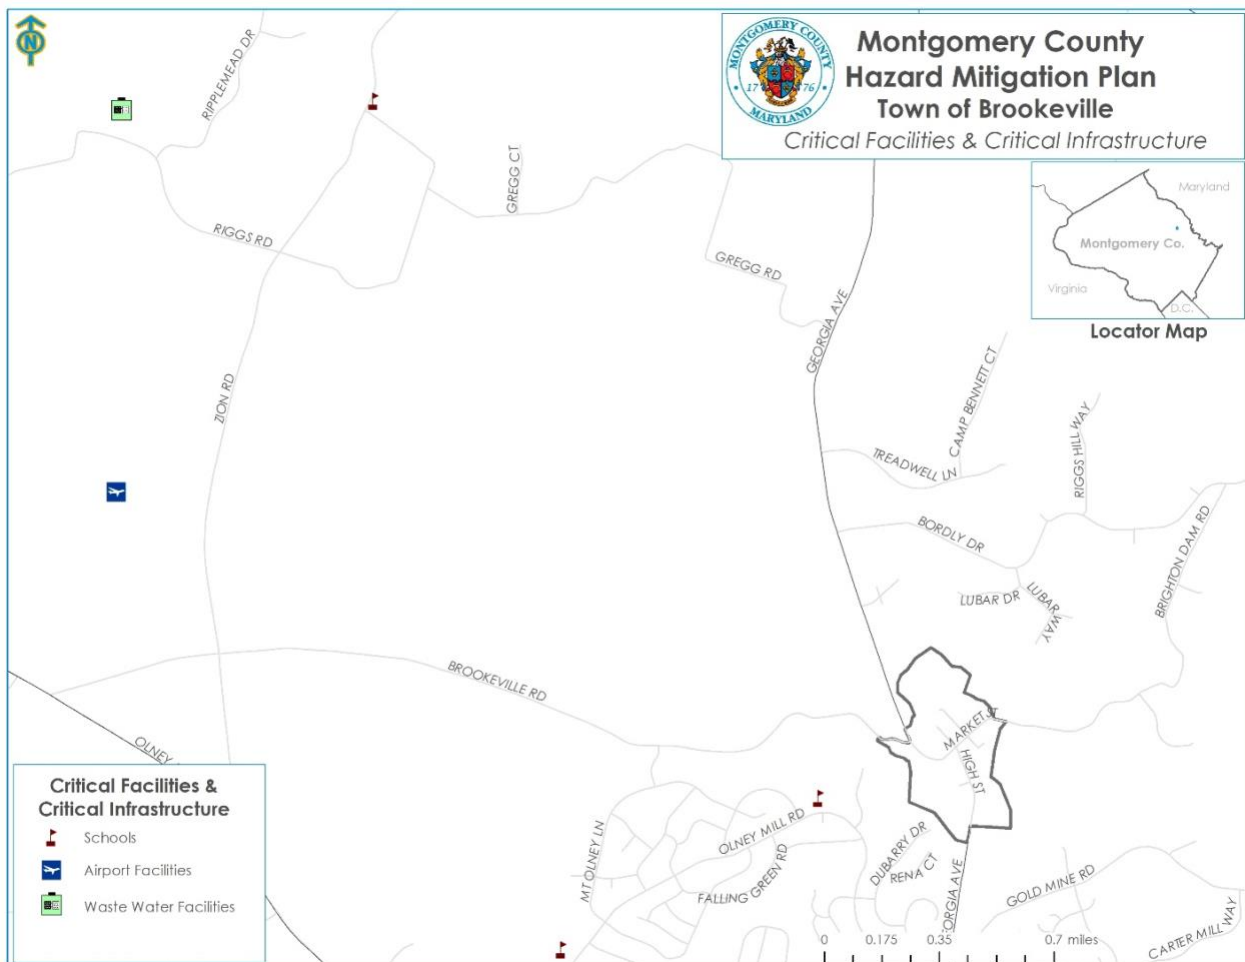 N
MONTGOMERY COUNTY
17 76
MARYLAND
Montgomery County
Hazard Mitigation Plan
Town of Brookeville
Critical Facilities & Critical Infrastructure
Maryland
Montgomery Co.
Virginia
D.C.
Locator Map
RIPPLEMEAD DR
GREGG CT
RIGGS RD
GREGG RD
GEORGIA AVE
ZION RD
CAMP BENNETT CT
TREADWELL LN
RIGGS HILL WAY
BORDLY DR
BRIGHTON DAM RD
LUBAR DR
LUBAR WAY
BROOKEVILLE RD
MARKET ST
HIGH ST
OLNEY
OLNEY MILL RD
MT OLNEY LN
FALLING GREEN RD
DUBARRY DR
RENA CT
ORGIA AVE
GOLD MINE RD
CARTER MILL WAY
Critical Facilities &
Critical Infrastructure
Schools
Airport Facilities
Waste Water Facilities
0 0.175 0.35 0.7 miles